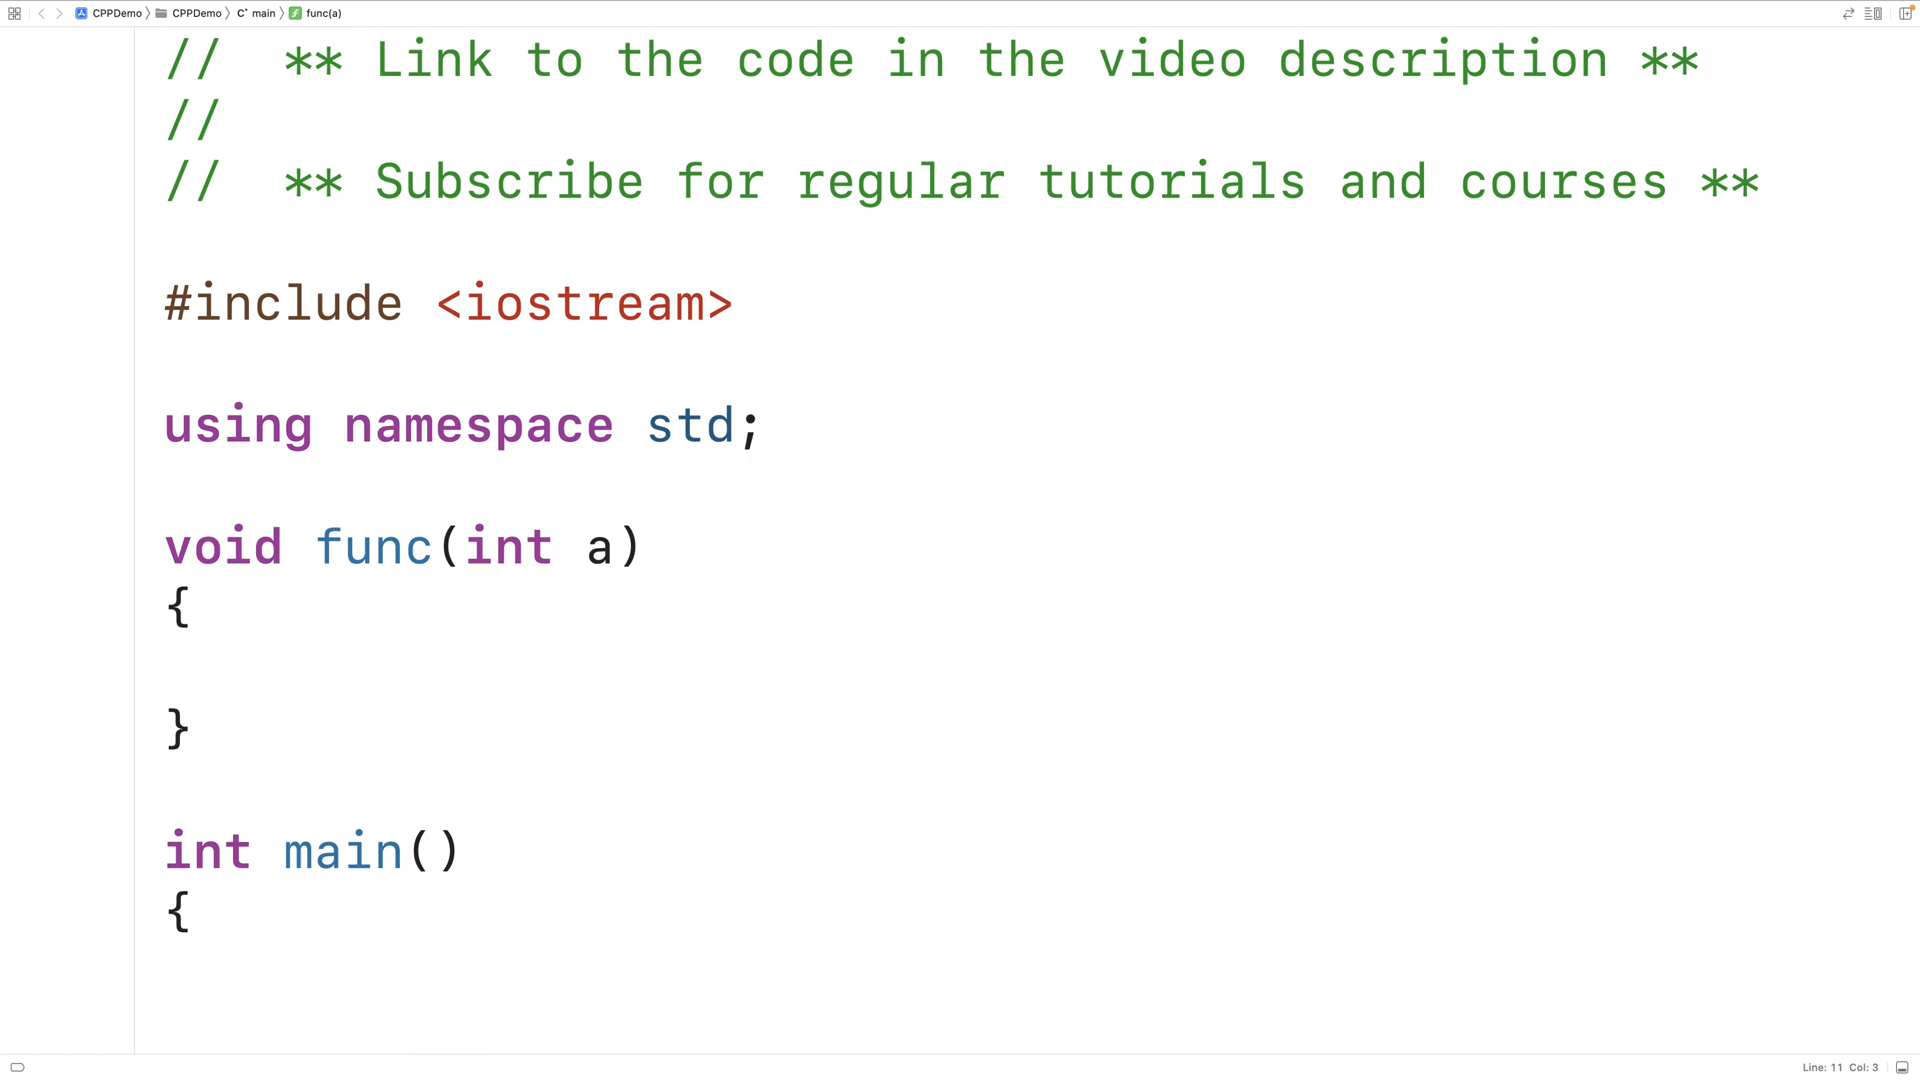 CPPDemo CPPDemo C+ main f func(a)
// ** Link to the code in the video description **
//
// ** Subscribe for regular tutorials and courses **
#include <iostream>
using namespace std;
void func(int a)
{
}
int main()
{
Line: 11 Col: 3